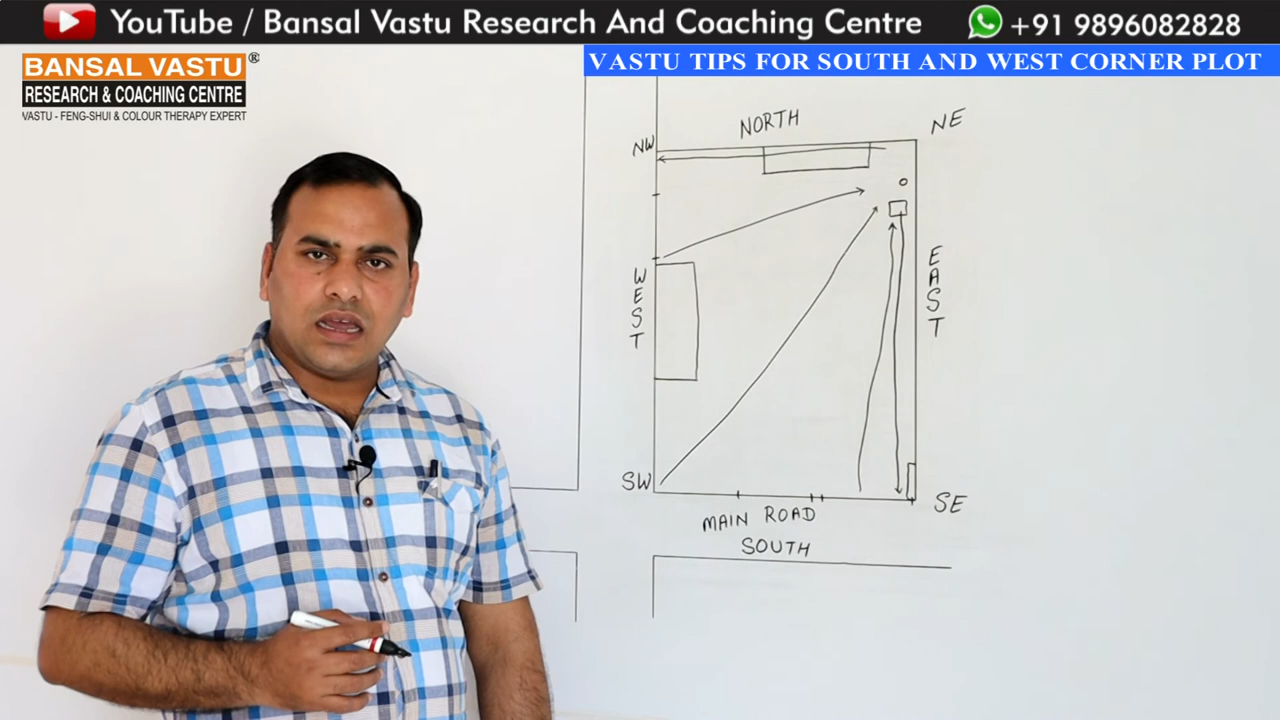 YouTube / Bansal Vastu Research And Coaching Centre
+91 9896082828
BANSAL VASTU®
RESEARCH & COACHING CENTRE
VASTU - FENG-SHUI & COLOUR THERAPY EXPERT
VASTU TIPS FOR SOUTH AND WEST CORNER PLOT
NORTH
NE
NW
WEST
EAST
SW
SE
MAIN ROAD
SOUTH